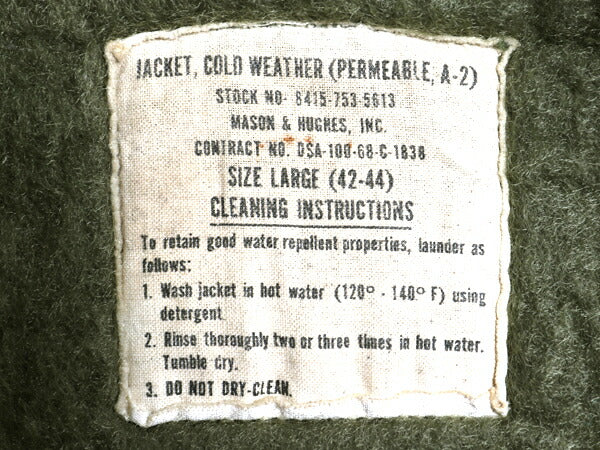 JACKET, COLD WEATHER (PERMEABLE, A-2)
STOCK NO- 8415-753-5613
MASON & HUGHES, INC.
CONTRACT NO. DSA-100-68-C-1838
SIZE LARGE (42-44)
CLEANING INSTRUCTIONS
To retain good water repellent properties, launder as
follows:
1. Wash jacket in hot water (120° - 140° F) using
detergent
2. Rinse thoroughly two or three times in hot water.
Tumble dry.
3. DO NOT DRY-CLEAN.